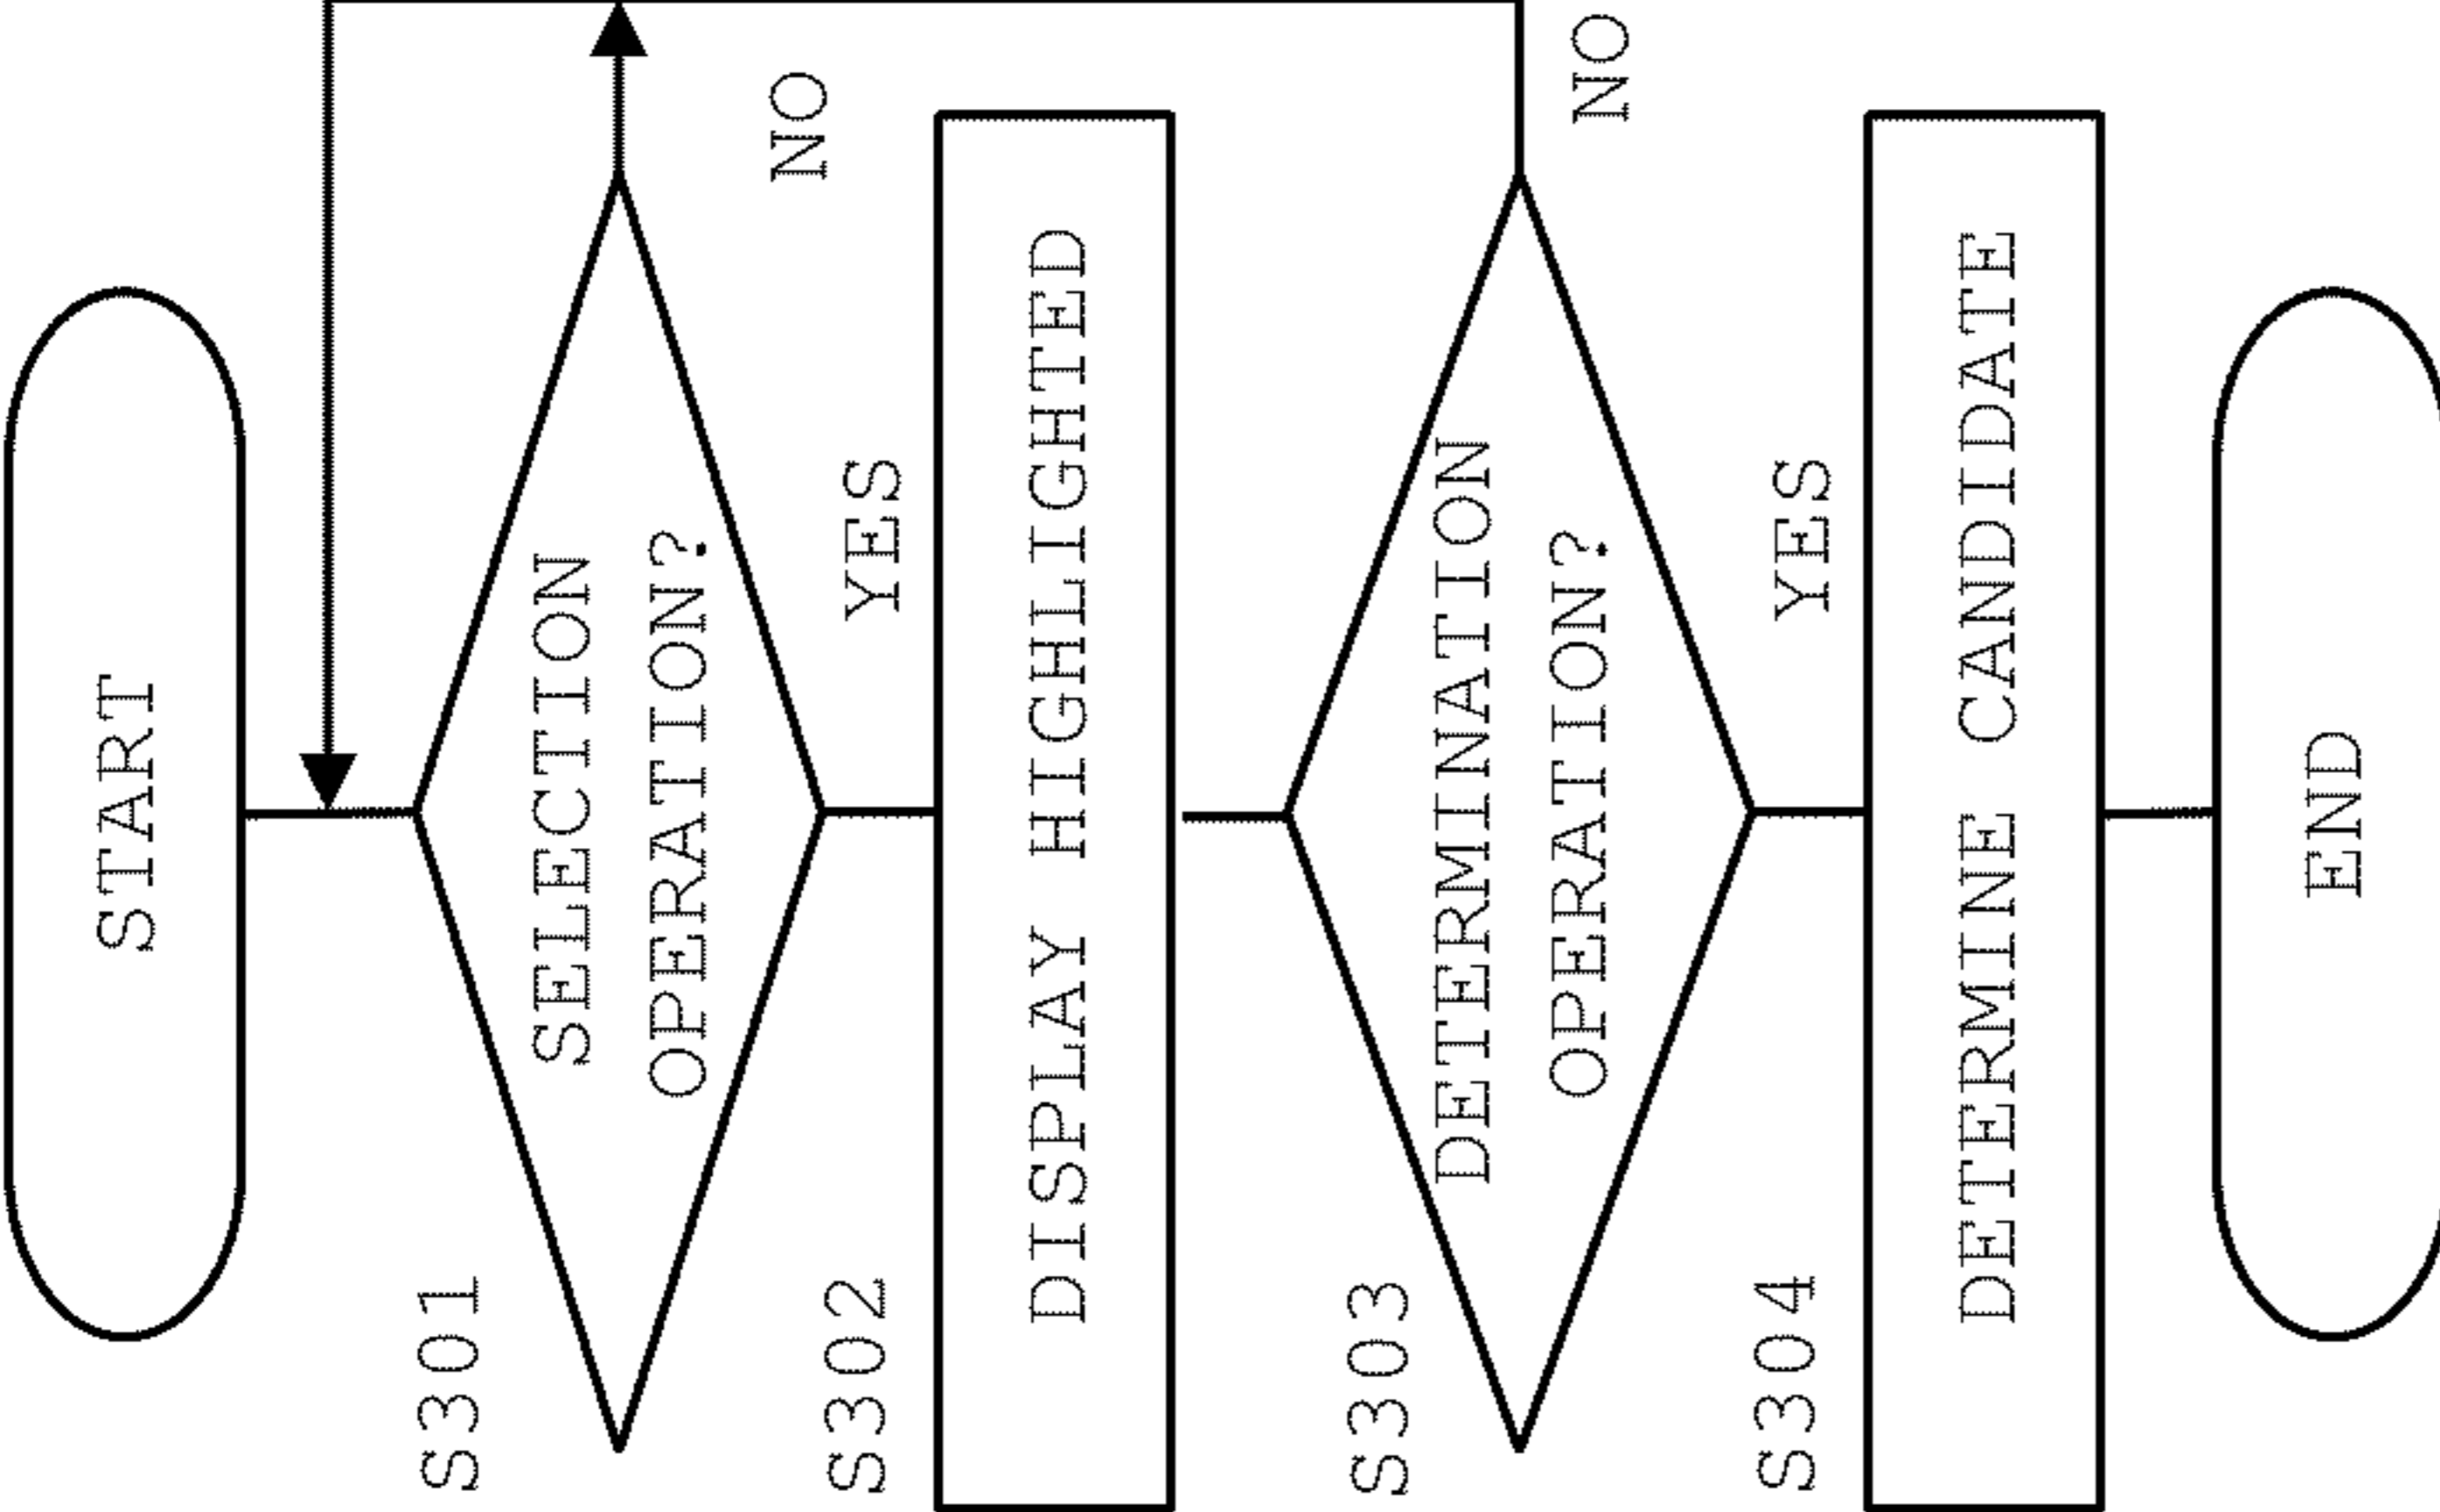 START
S301
SELECTION
OPERATION?
NO
YES
S302
DISPLAY HIGHLIGHTED
S303
DETERMINATION
OPERATION?
NO
YES
S304
DETERMINE CANDIDATE
END